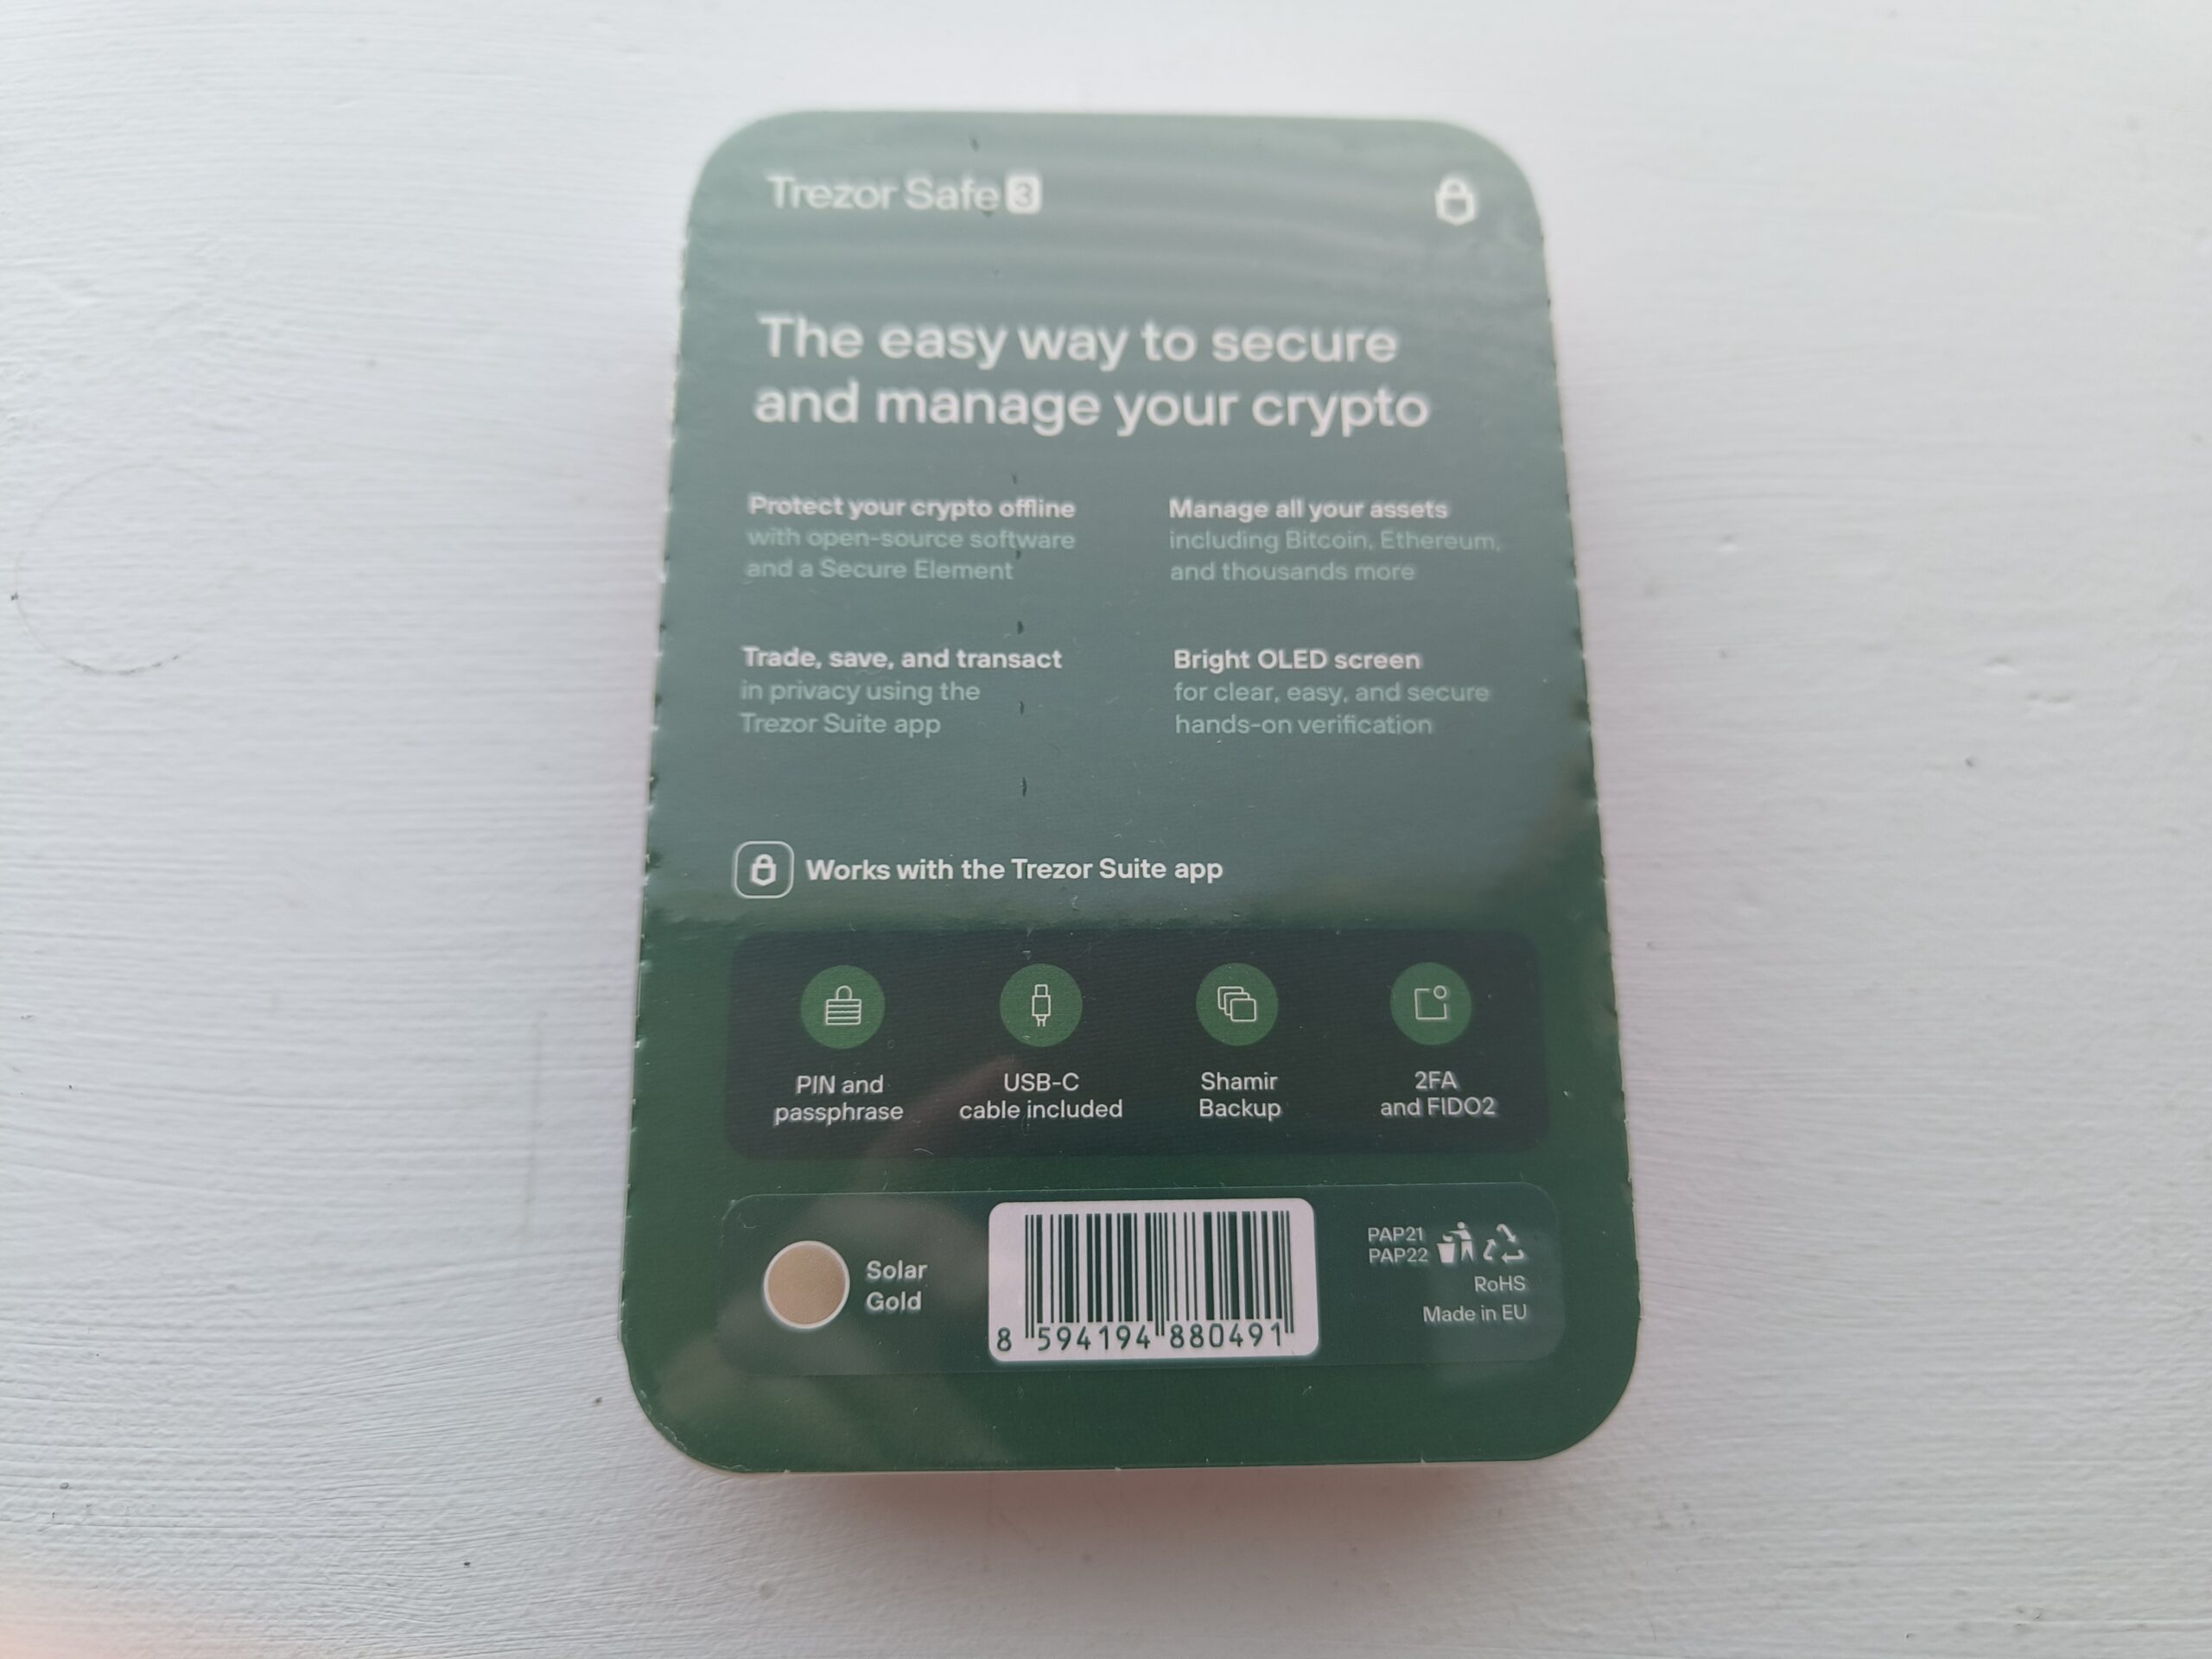 Trezor Safe 3
The easy way to secure
and manage your crypto
Protect your crypto offline
with open-source software
and a Secure Element
Manage all your assets
including Bitcoin, Ethereum,
and thousands more
Trade, save, and transact
in privacy using the
Trezor Suite app
Bright OLED screen
for clear, easy, and secure
hands-on verification
Works with the Trezor Suite app
PIN and
passphrase
USB-C
cable included
Shamir
Backup
2FA
and FIDO2
Solar
Gold
8 594194 880491
PAP21
PAP22
RoHS
Made in EU